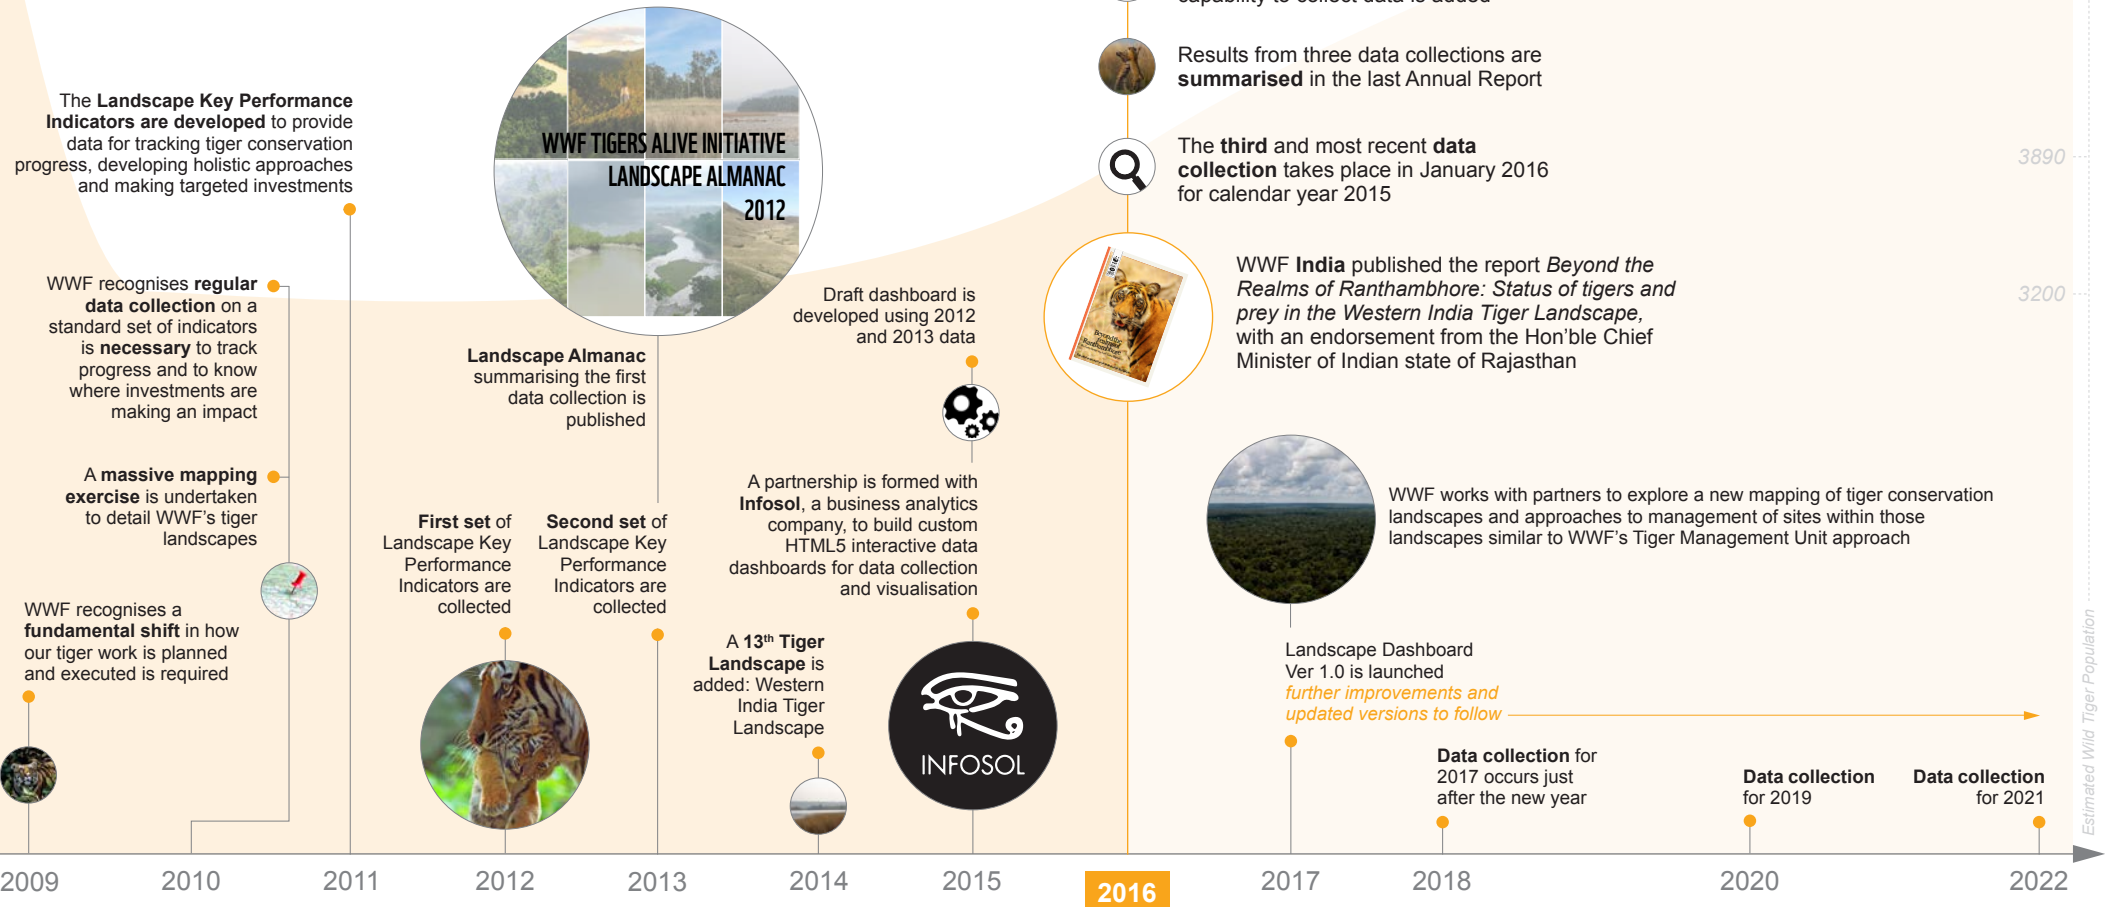 capability to collect data is added
Results from three data collections are
summarised in the last Annual Report
The third and most recent data
collection takes place in January 2016
for calendar year 2015
WWF India published the report Beyond the
Realms of Ranthambhore: Status of tigers and
prey in the Western India Tiger Landscape,
with an endorsement from the Hon'ble Chief
Minister of Indian state of Rajasthan
Beyond the
Ranthambhore
The Landscape Key Performance
Indicators are developed to provide
data for tracking tiger conservation
progress, developing holistic approaches
and making targeted investments
WWF TIGERS ALIVE INITIATIVE
LANDSCAPE ALMANAC
2012
WWF recognises regular
data collection on a
standard set of indicators
is necessary to track
progress and to know
where investments are
making an impact
A massive mapping
exercise is undertaken
to detail WWF's tiger
landscapes
WWF recognises a
fundamental shift in how
our tiger work is planned
and executed is required
Landscape Almanac
summarising the first
data collection is
published
First set of
Landscape Key
Performance
Indicators are
collected
Second set of
Landscape Key
Performance
Indicators are
collected
Draft dashboard is
developed using 2012
and 2013 data
A partnership is formed with
Infosol, a business analytics
company, to build custom
HTML5 interactive data
dashboards for data collection
and visualisation
A 13th Tiger
Landscape is
added: Western
India Tiger
Landscape
INFOSOL
WWF works with partners to explore a new mapping of tiger conservation
landscapes and approaches to management of sites within those
landscapes similar to WWF's Tiger Management Unit approach
Landscape Dashboard
Ver 1.0 is launched
further improvements and
updated versions to follow
Data collection for
2017 occurs just
after the new year
Data collection
for 2019
Data collection
for 2021
3890
3200
Estimated Wild Tiger Population
2009
2010
2011
2012
2013
2014
2015
2016
2017
2018
2020
2022